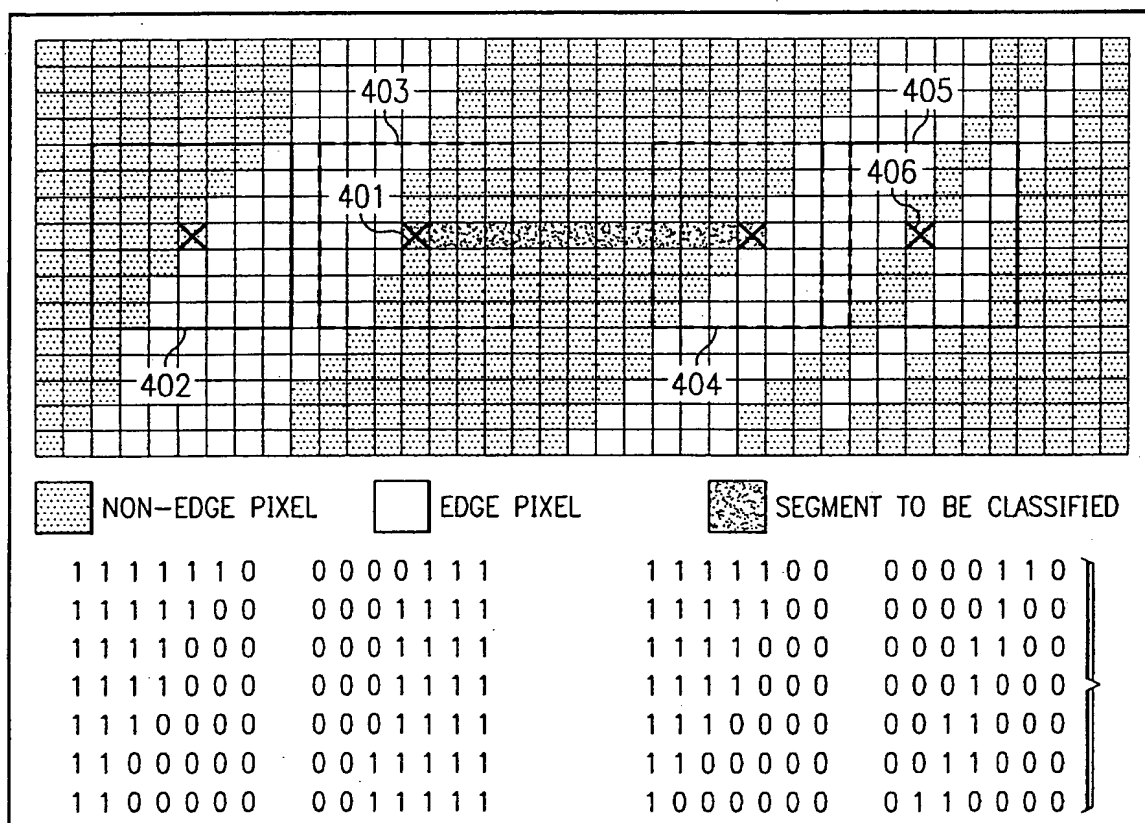 403
405
401
406
402
404
NON-EDGE PIXEL EDGE PIXEL SEGMENT TO BE CLASSIFIED
1 1 1 1 1 1 0 0 0 0 0 1 1 1 1 1 1 1 1 0 0 0 0 0 0 1 1 0
1 1 1 1 1 0 0 0 0 0 1 1 1 1 1 1 1 1 1 0 0 0 0 0 0 1 0 0
1 1 1 1 0 0 0 0 0 0 1 1 1 1 1 1 1 1 0 0 0 0 0 0 1 1 0 0
1 1 1 1 0 0 0 0 0 0 1 1 1 1 1 1 1 1 0 0 0 0 0 0 1 0 0 0
1 1 1 0 0 0 0 0 0 0 1 1 1 1 1 1 1 0 0 0 0 0 0 1 1 0 0 0
1 1 0 0 0 0 0 0 0 1 1 1 1 1 1 1 0 0 0 0 0 0 0 1 1 0 0 0
1 1 0 0 0 0 0 0 0 1 1 1 1 1 1 0 0 0 0 0 0 0 1 1 0 0 0 0